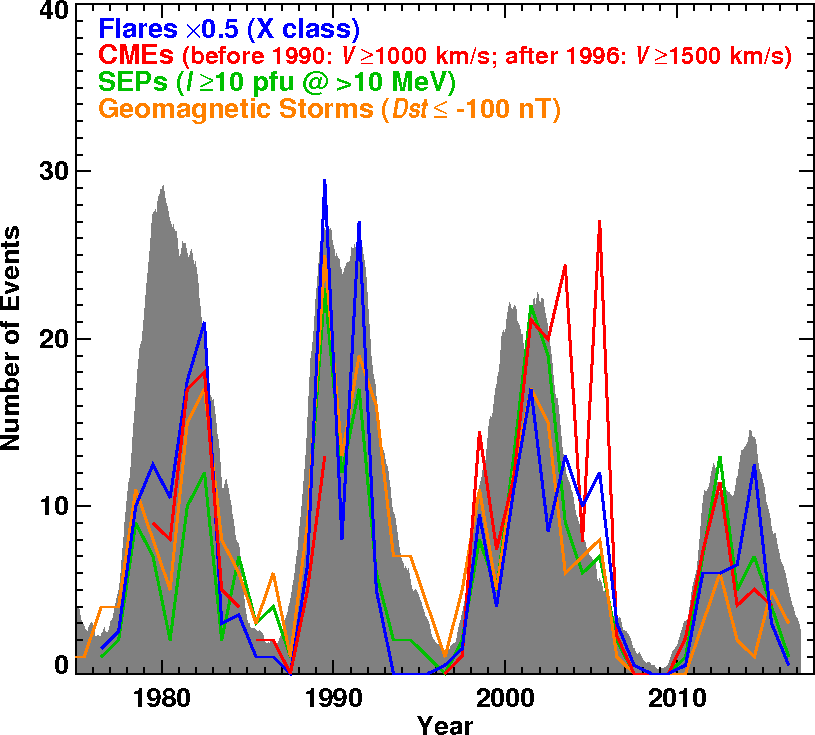 40
Flares ×0.5 (X class)
CMEs (before 1990: V ≥1000 km/s; after 1996: V ≥1500 km/s)
SEPs (I ≥10 pfu @ >10 MeV)
Geomagnetic Storms (Dst ≤ -100 nT)
30
20
10
0
Number of Events
1980 1990 2000 2010
Year